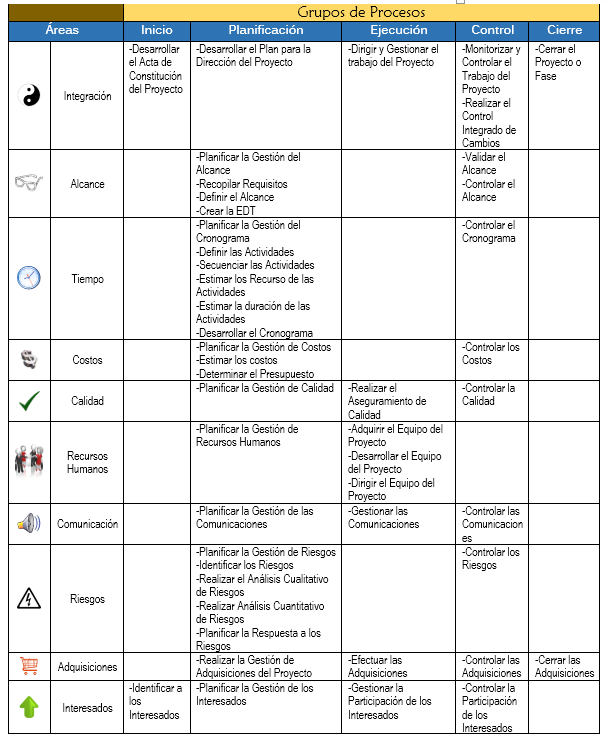 Grupos de Procesos
Áreas
Inicio
Planificación
Ejecución
Control
Cierre
Integración
-Desarrollar
el Acta de
Constitución
del Proyecto
-Desarrollar el Plan para la
Dirección del Proyecto
-Dirigir y Gestionar el
trabajo del Proyecto
-Monitorizar y
Controlar el
Trabajo del
Proyecto
-Realizar el
Control
Integrado de
Cambios
-Cerrar el
Proyecto o
Fase
Alcance
-Planificar la Gestión del
Alcance
-Recopilar Requisitos
-Definir el Alcance
-Crear la EDT
-Validar el
Alcance
-Controlar el
Alcance
Tiempo
-Planificar la Gestión del
Cronograma
-Definir las Actividades
-Secuenciar las Actividades
-Estimar los Recurso de las
Actividades
-Estimar la duración de las
Actividades
-Desarrollar el Cronograma
-Controlar el
Cronograma
Costos
-Planificar la Gestión de Costos
-Estimar los costos
-Determinar el Presupuesto
-Controlar los
Costos
Calidad
-Planificar la Gestión de Calidad
-Realizar el
Aseguramiento de
Calidad
-Controlar la
Calidad
Recursos
Humanos
-Planificar la Gestión de
Recursos Humanos
-Adquirir el Equipo del
Proyecto
-Desarrollar el Equipo
del Proyecto
-Dirigir el Equipo del
Proyecto
Comunicación
-Planificar la Gestión de las
Comunicaciones
-Gestionar las
Comunicaciones
-Controlar las
Comunicacion
es
Riesgos
-Planificar la Gestión de Riesgos
-Identificar los Riesgos
-Realizar el Análisis Cualitativo
de Riesgos
-Realizar Análisis Cuantitativo
de Riesgos
-Planificar la Respuesta a los
Riesgos
-Controlar los
Riesgos
Adquisiciones
-Realizar la Gestión de
Adquisiciones del Proyecto
-Efectuar las
Adquisiciones
-Controlar las
Adquisiciones
-Cerrar las
Adquisiciones
Interesados
-Identificar a
los
Interesados
-Planificar la Gestión de los
Interesados
-Gestionar la
Participación de los
Interesados
-Controlar la
Participación
de los
Interesados